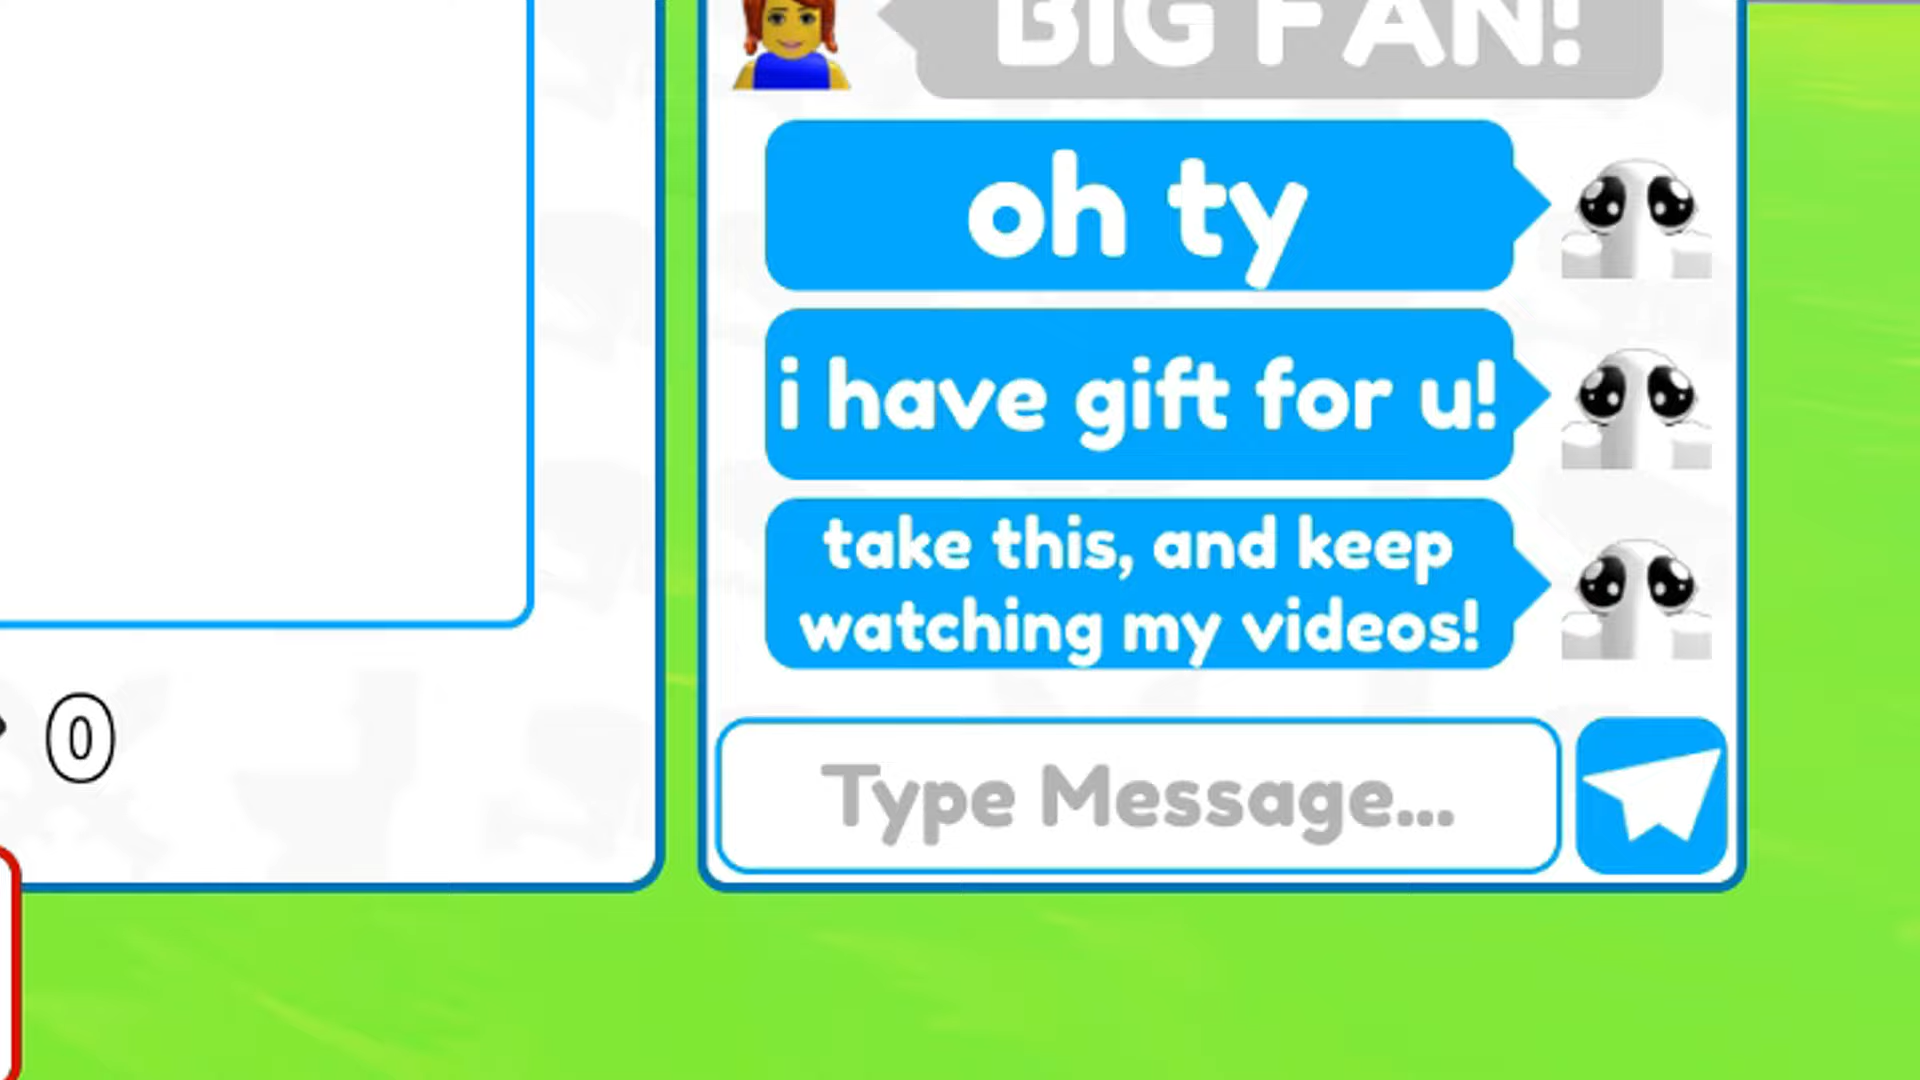 BIG FAN!
oh ty
i have gift for u!
take this, and keep
watching my videos!
0
Type Message...